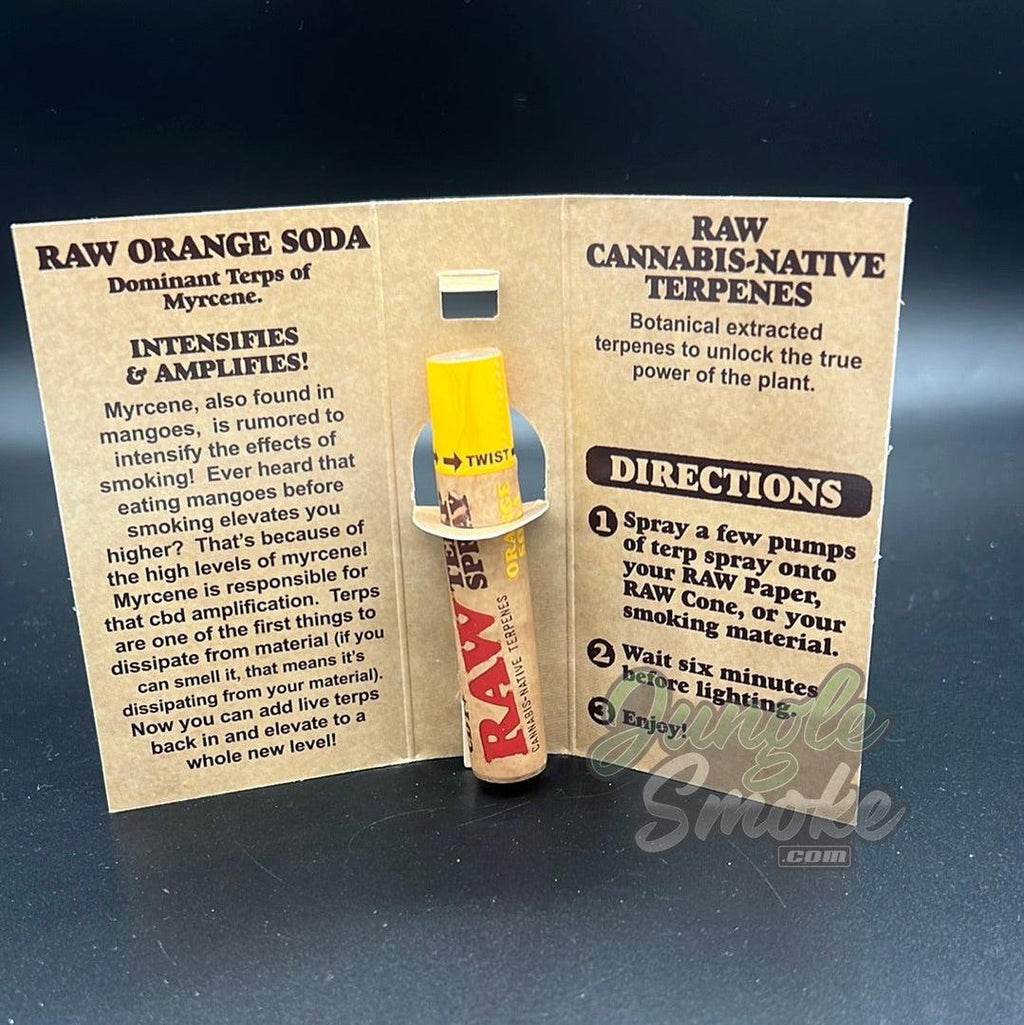 RAW ORANGE SODA
Dominant Terps of
Myrcene.
INTENSIFIES
& AMPLIFIES!
Myrcene, also found in
mangoes, is rumored to
intensify the effects of
smoking! Ever heard that
eating mangoes before
smoking elevates you
higher? That's because of
the high levels of myrcene!
Myrcene is responsible for
that cbd amplification. Terps
are one of the first things to
dissipate from material (if you
can smell it, that means it's
dissipating from your material).
Now you can add live terps
back in and elevate to a
whole new level!
TWIST
RAW
CANNABIS-NATIVE TERPENES
RAW
CANNABIS-NATIVE
TERPENES
Botanical extracted
terpenes to unlock the true
power of the plant.
DIRECTIONS
1 Spray a few pumps
of terp spray onto
your RAW Paper,
RAW Cone, or your
smoking material.
2 Wait six minutes
before lighting.
3 Enjoy!
Jungle
Smoke
.com